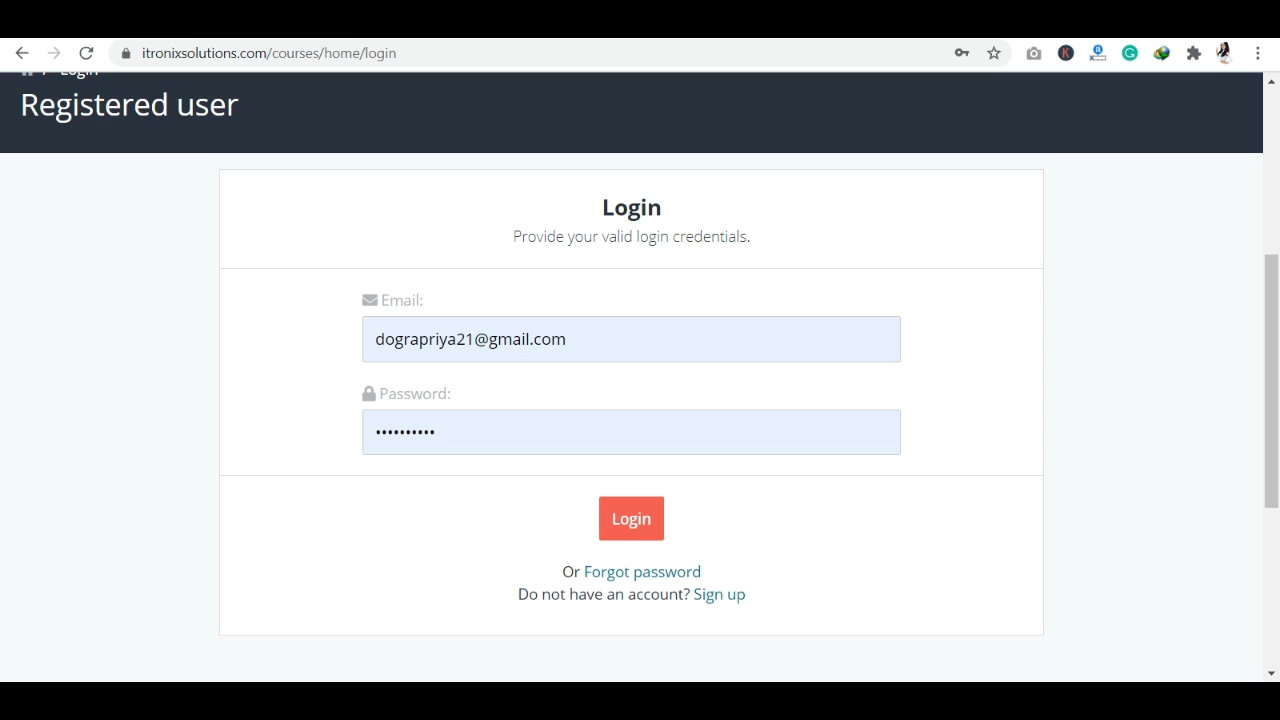 itronixsolutions.com/courses/home/login
/ Login
Registered user
Login
Provide your valid login credentials.
Email:
dograpriya21@gmail.com
Password:
••••••••••
Login
Or Forgot password
Do not have an account? Sign up